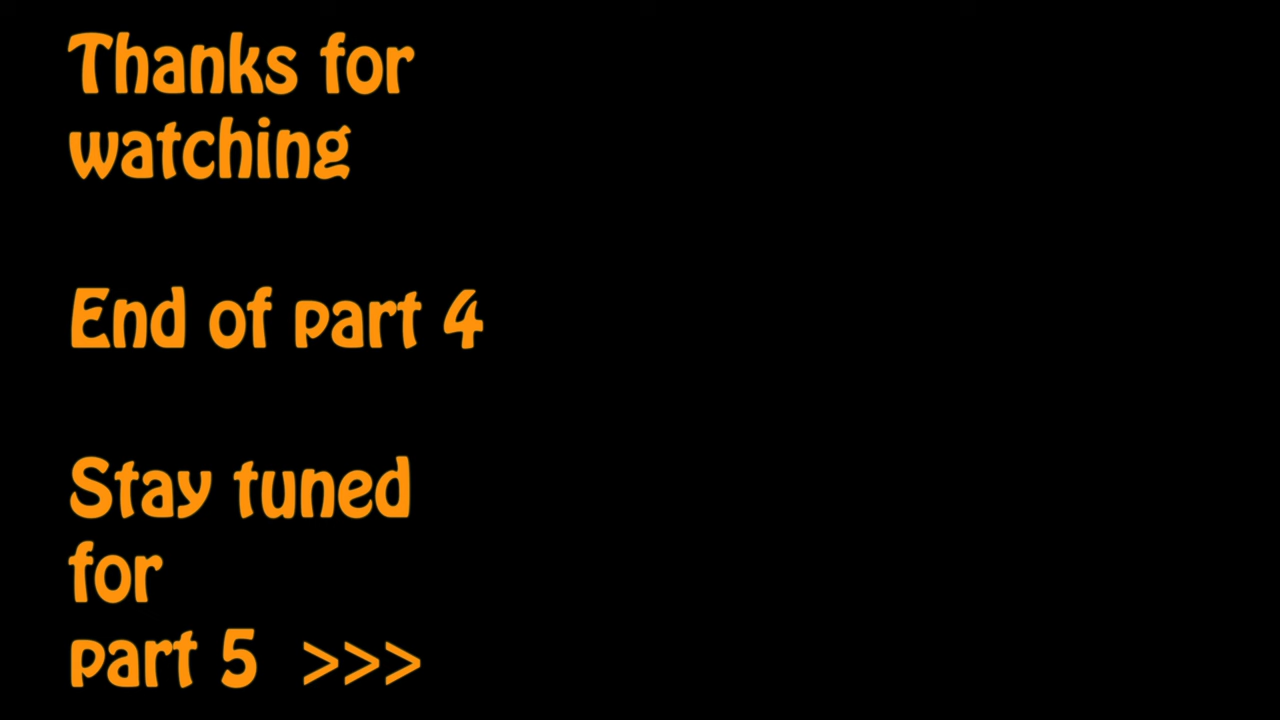 Thanks for
watching
End of part 4
Stay tuned
for
part 5 >>>